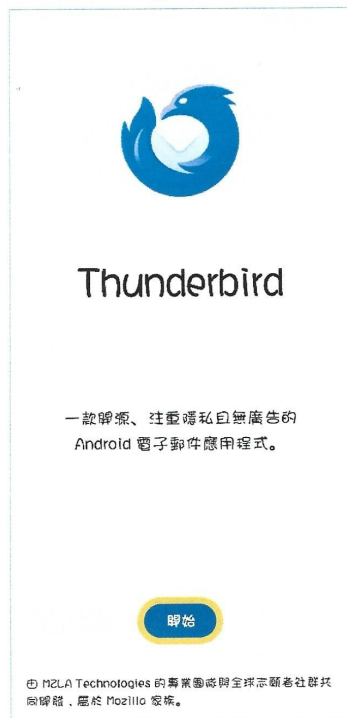 Thunderbird
一款開源、注重隱私且無廣告的
Android 電子郵件應用程式。
開始
由 MZLA Technologies 的專業團隊與全球志願者社群共
同開發，屬於 Mozilla 家族。